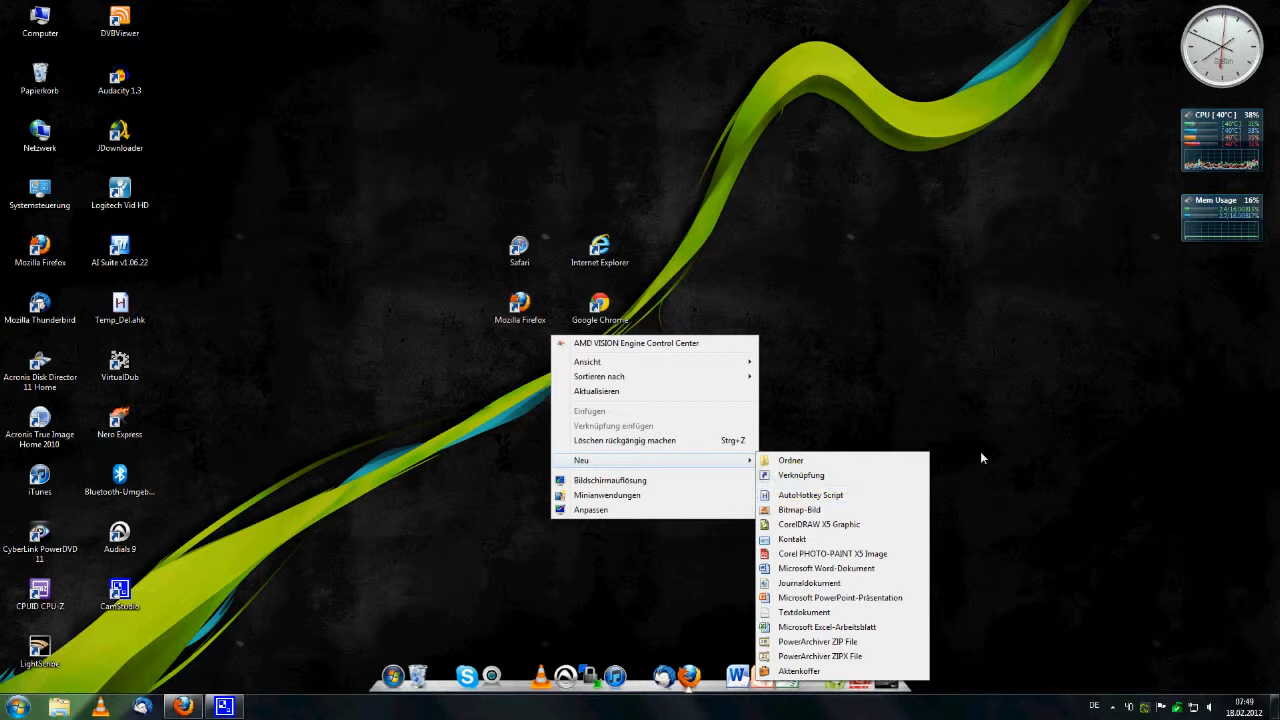 Computer
DVBViewer
Papierkorb
Audacity 1.3
Netzwerk
JDownloader
Systemsteuerung
Logitech Vid HD
Mozilla Firefox
AI Suite v1.06.22
Mozilla Thunderbird
Temp_Del.ahk
Acronis Disk Director
11 Home
VirtualDub
Acronis True Image
Home 2010
Nero Express
iTunes
Bluetooth-Umgeb...
CyberLink PowerDVD
11
Audials 9
CPUID CPU-Z
CamStudio
LightScribe
Safari
Internet Explorer
Mozilla Firefox
Google Chrome
AMD VISION Engine Control Center
Ansicht
Sortieren nach
Aktualisieren
Einfügen
Verknüpfung einfügen
Löschen rückgängig machen Strg+Z
Neu
Bildschirmauflösung
Minianwendungen
Anpassen
Ordner
Verknüpfung
AutoHotkey Script
Bitmap-Bild
CorelDRAW X5 Graphic
Kontakt
Corel PHOTO-PAINT X5 Image
Microsoft Word-Dokument
Journaldokument
Microsoft PowerPoint-Präsentation
Textdokument
Microsoft Excel-Arbeitsblatt
PowerArchiver ZIP File
PowerArchiver ZIPX File
Aktenkoffer
CPU [ 40°C ] 38%
[40°C] 31%
[40°C] 38%
Mem Usage 16%
DE
07:49
18.02.2012